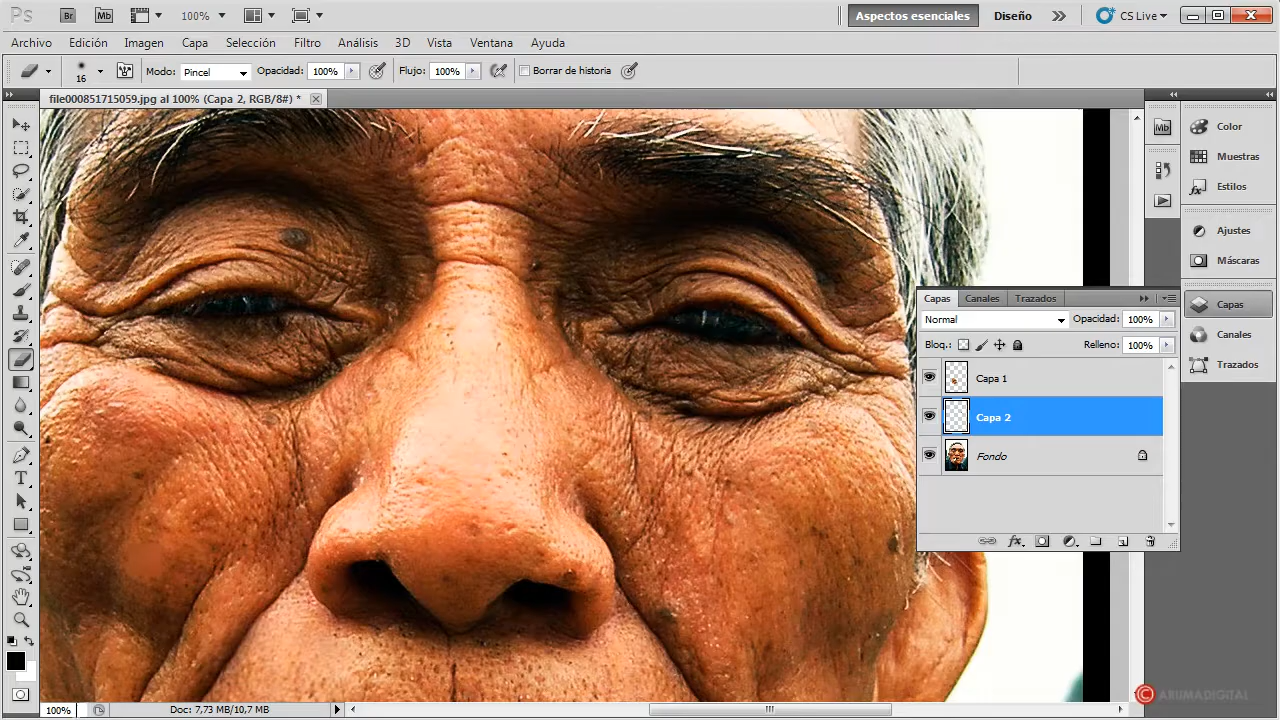 Ps Br Mb 100% Aspectos esenciales Diseño CS Live
Archivo Edición Imagen Capa Selección Filtro Análisis 3D Vista Ventana Ayuda
16 Modo: Pincel Opacidad: 100% Flujo: 100% Borrar de historia
file000851715059.jpg al 100% (Capa 2, RGB/8#) *
Mb Color
Muestras
Estilos
Ajustes
Máscaras
Capas
Canales
Trazados
Capas Canales Trazados
Normal Opacidad: 100%
Bloq.: Relleno: 100%
Capa 1
Capa 2
Fondo
fx
T
100% Doc: 7,73 MB/10,7 MB
© ABIJMADIGITAL